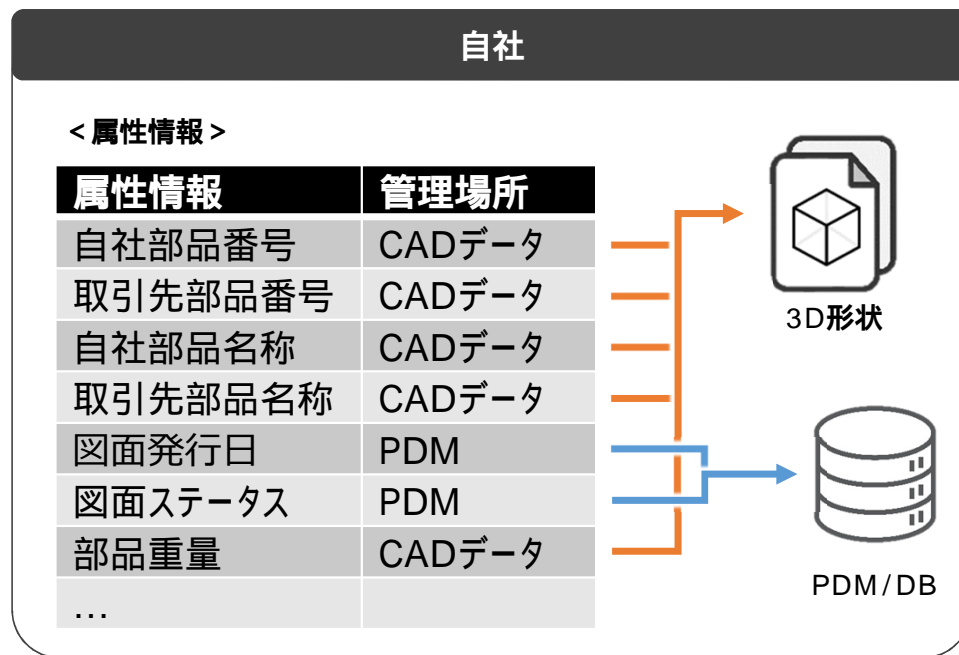 自社
<属性情報>
属性情報 管理場所
自社部品番号 CADデータ
取引先部品番号 CADデータ
自社部品名称 CADデータ
取引先部品名称 CADデータ
図面発行日 PDM
図面ステータス PDM
部品重量 CADデータ
…
3D形状
PDM/DB